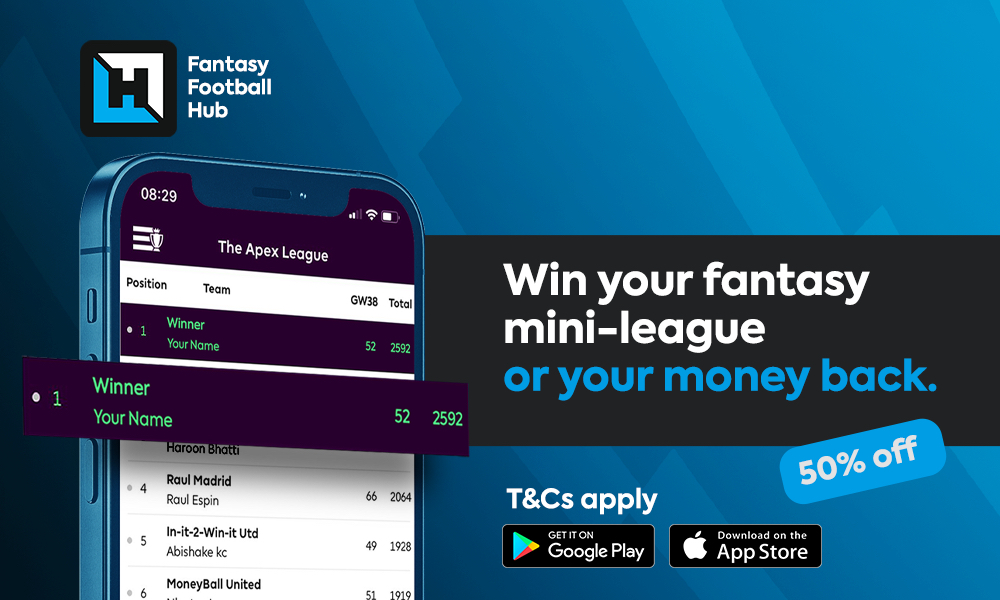 Fantasy
Football
Hub
08:29
The Apex League
Position Team GW38 Total
1 Winner
Your Name 52 2592
1 Winner
Your Name 52 2592
Haroon Bhatti
4 Raul Madrid
Raul Espin 66 2064
5 In-it-2-Win-it Utd
Abishake kc 49 1928
6 MoneyBall United
51 1919
Win your fantasy
mini-league
or your money back.
50% off
T&Cs apply
GET IT ON
Google Play
Download on the
App Store